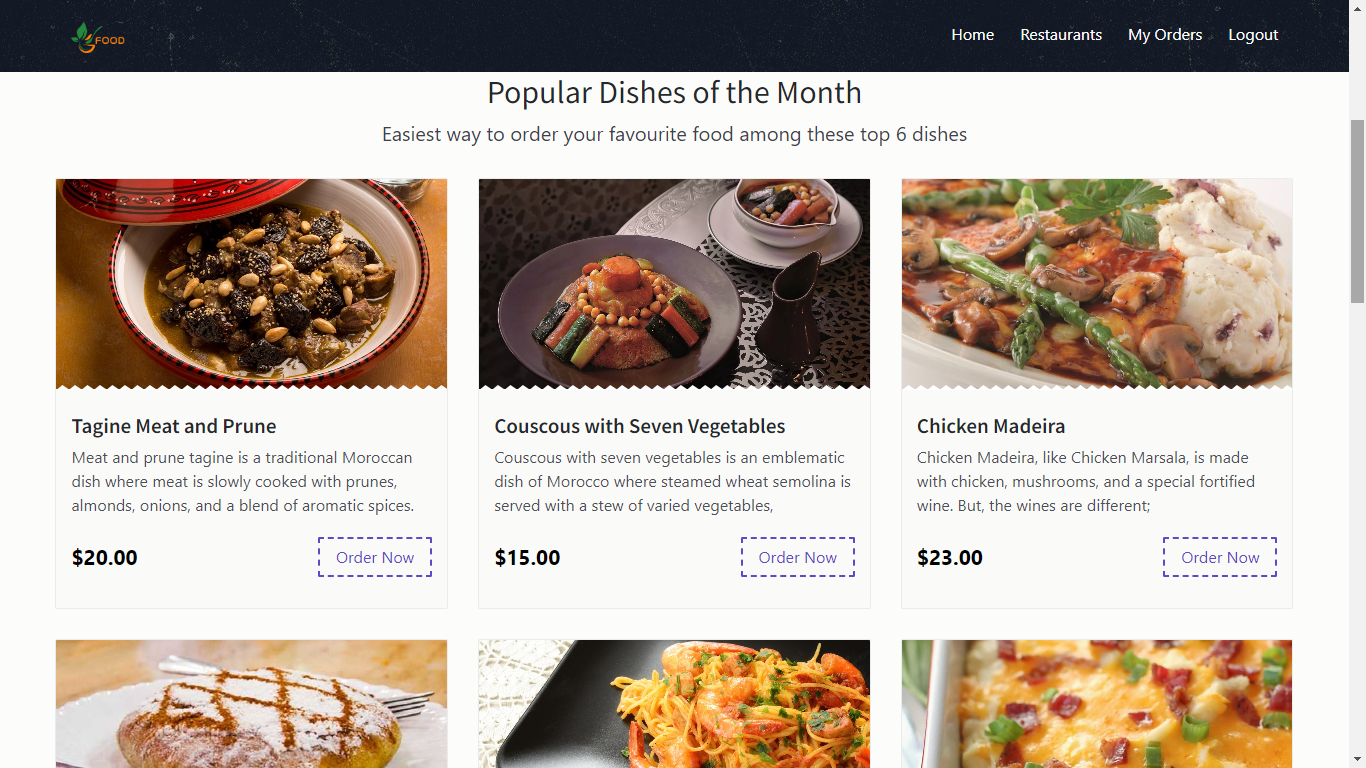 FOOD
Home Restaurants My Orders Logout
Popular Dishes of the Month
Easiest way to order your favourite food among these top 6 dishes
Tagine Meat and Prune
Meat and prune tagine is a traditional Moroccan
dish where meat is slowly cooked with prunes,
almonds, onions, and a blend of aromatic spices.
$20.00 Order Now
Couscous with Seven Vegetables
Couscous with seven vegetables is an emblematic
dish of Morocco where steamed wheat semolina is
served with a stew of varied vegetables,
$15.00 Order Now
Chicken Madeira
Chicken Madeira, like Chicken Marsala, is made
with chicken, mushrooms, and a special fortified
wine. But, the wines are different;
$23.00 Order Now